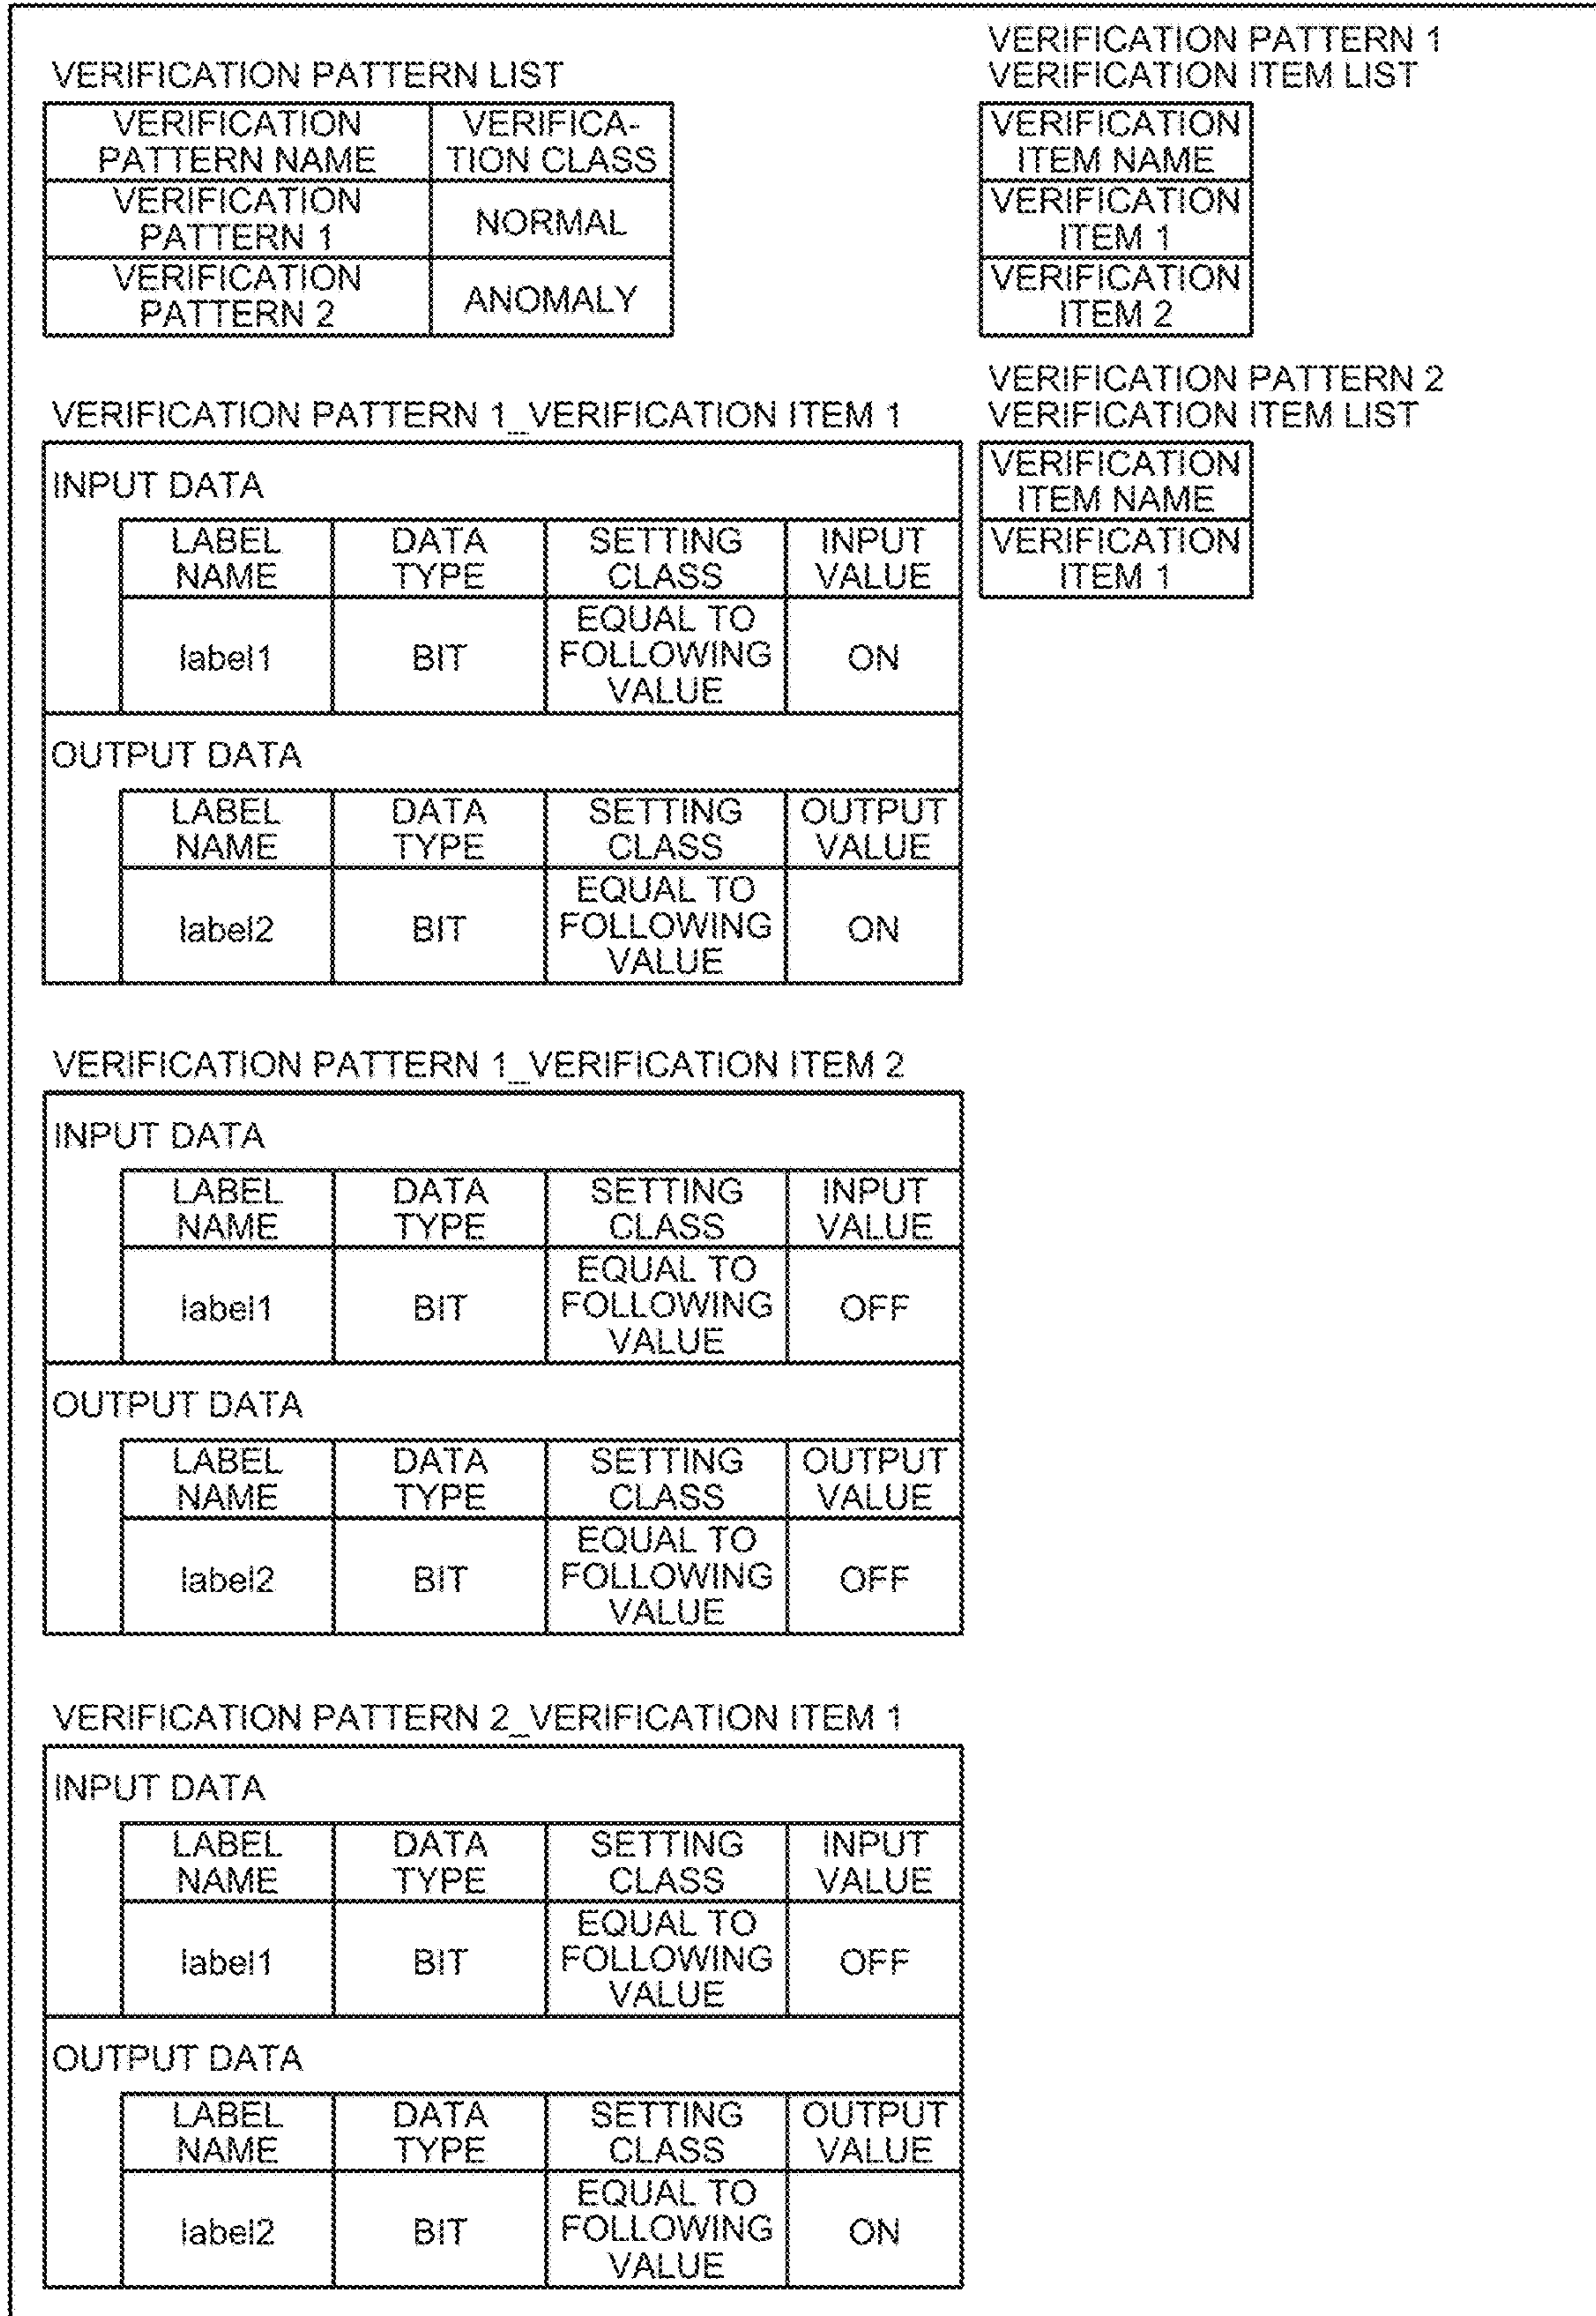 VERIFICATION PATTERN LIST
VERIFICATION
PATTERN NAME
VERIFICA-
TION CLASS
VERIFICATION
PATTERN 1
NORMAL
VERIFICATION
PATTERN 2
ANOMALY
VERIFICATION PATTERN 1
VERIFICATION ITEM LIST
VERIFICATION
ITEM NAME
VERIFICATION
ITEM 1
VERIFICATION
ITEM 2
VERIFICATION PATTERN 2
VERIFICATION ITEM LIST
VERIFICATION
ITEM NAME
VERIFICATION
ITEM 1
VERIFICATION PATTERN 1_VERIFICATION ITEM 1
INPUT DATA
LABEL
NAME
DATA
TYPE
SETTING
CLASS
INPUT
VALUE
label1
BIT
EQUAL TO
FOLLOWING
VALUE
ON
OUTPUT DATA
LABEL
NAME
DATA
TYPE
SETTING
CLASS
OUTPUT
VALUE
label2
BIT
EQUAL TO
FOLLOWING
VALUE
ON
VERIFICATION PATTERN 1_VERIFICATION ITEM 2
INPUT DATA
LABEL
NAME
DATA
TYPE
SETTING
CLASS
INPUT
VALUE
label1
BIT
EQUAL TO
FOLLOWING
VALUE
OFF
OUTPUT DATA
LABEL
NAME
DATA
TYPE
SETTING
CLASS
OUTPUT
VALUE
label2
BIT
EQUAL TO
FOLLOWING
VALUE
OFF
VERIFICATION PATTERN 2_VERIFICATION ITEM 1
INPUT DATA
LABEL
NAME
DATA
TYPE
SETTING
CLASS
INPUT
VALUE
label1
BIT
EQUAL TO
FOLLOWING
VALUE
OFF
OUTPUT DATA
LABEL
NAME
DATA
TYPE
SETTING
CLASS
OUTPUT
VALUE
label2
BIT
EQUAL TO
FOLLOWING
VALUE
ON